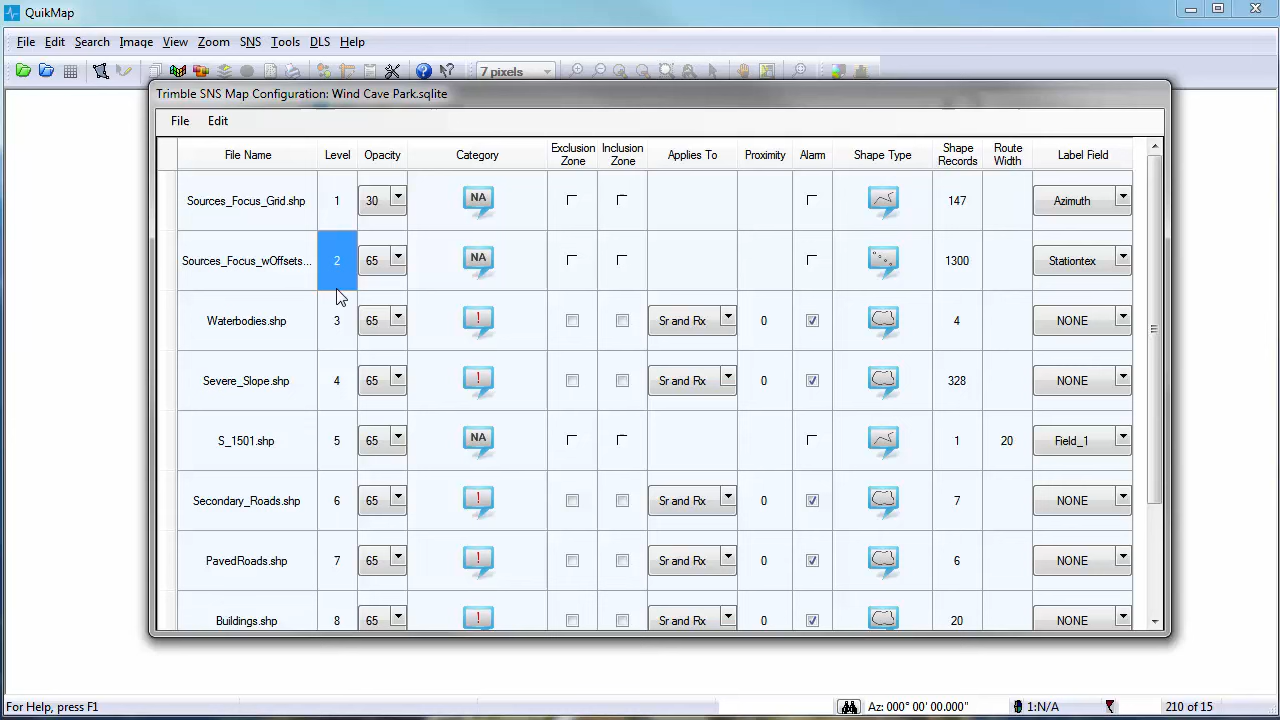 QuikMap
File Edit Search Image View Zoom SNS Tools DLS Help
7 pixels
Trimble SNS Map Configuration: Wind Cave Park.sqlite
File Edit
File Name Level Opacity Category Exclusion Zone Inclusion Zone Applies To Proximity Alarm Shape Type Shape Records Route Width Label Field
Sources_Focus_Grid.shp 1 30 NA 147 Azimuth
Sources_Focus_wOffsets... 2 65 NA 1300 Stationtex
Waterbodies.shp 3 65 ! Sr and Rx 0 4 NONE
Severe_Slope.shp 4 65 ! Sr and Rx 0 328 NONE
S_1501.shp 5 65 NA 1 20 Field_1
Secondary_Roads.shp 6 65 ! Sr and Rx 0 7 NONE
PavedRoads.shp 7 65 ! Sr and Rx 0 6 NONE
Buildings.shp 8 65 ! Sr and Rx 0 20 NONE
For Help, press F1 Az: 000° 00' 00.000" 1:N/A 210 of 15